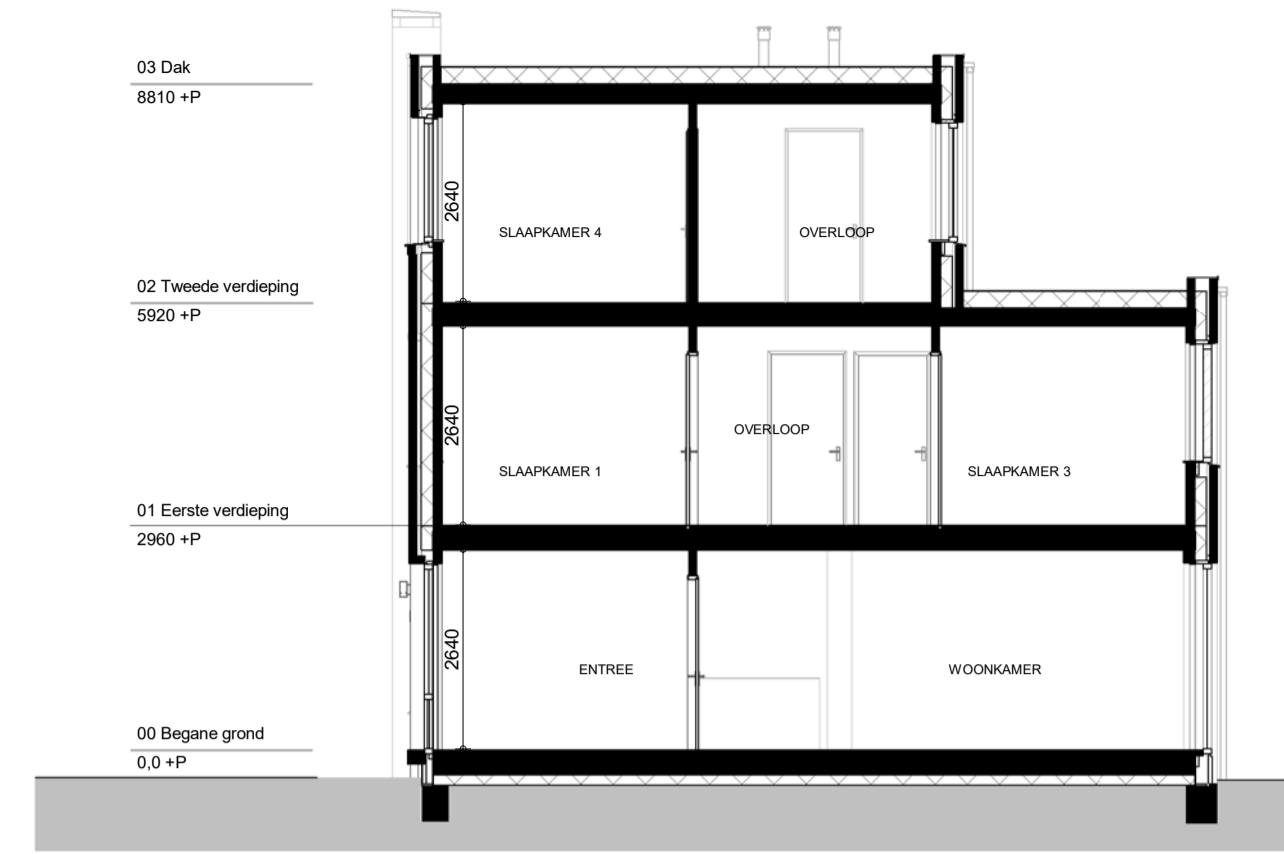 03 Dak
8810 +P
2640
SLAAPKAMER 4
OVERLOOP
02 Tweede verdieping
5920 +P
2640
OVERLOOP
SLAAPKAMER 1
SLAAPKAMER 3
01 Eerste verdieping
2960 +P
2640
ENTREE
WOONKAMER
00 Begane grond
0,0 +P